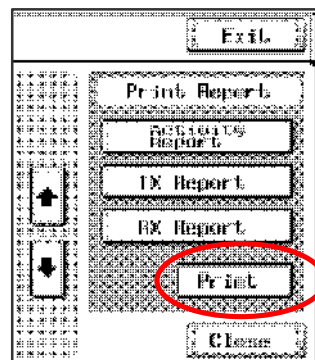 Exit
Print Report
Activity
Report
TX Report
RX Report
Print
Close